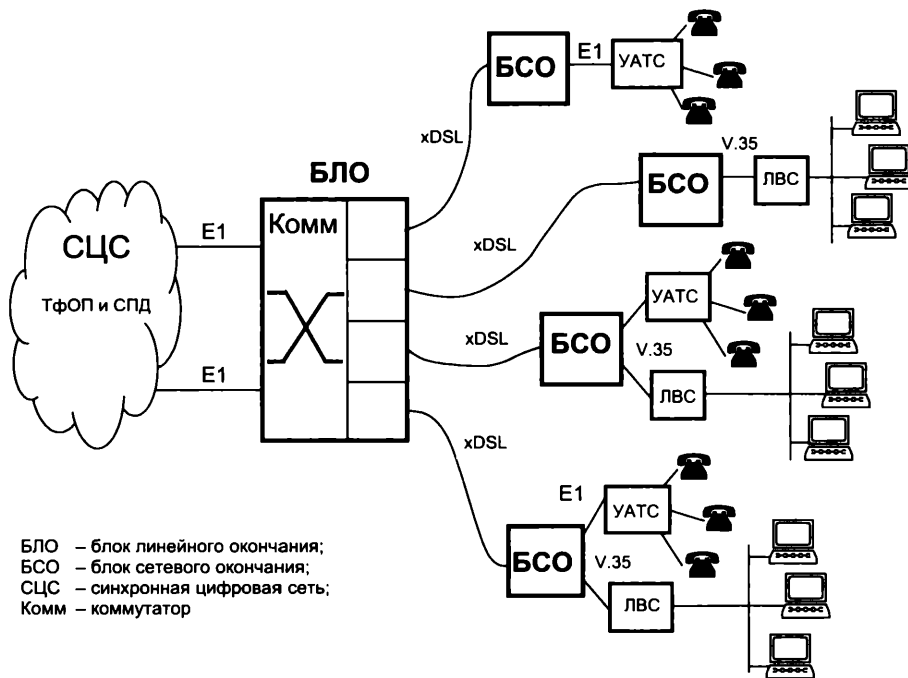 БСО
E1
УАТС
xDSL
V.35
БЛО
БСО
ЛВС
Комм
E1
СЦС
xDSL
ТфОП и СПД
УАТС
xDSL
БСО
V.35
E1
ЛВС
xDSL
E1
УАТС
БСО
V.35
ЛВС
БЛО – блок линейного окончания;
БСО – блок сетевого окончания;
СЦС – синхронная цифровая сеть;
Комм – коммутатор